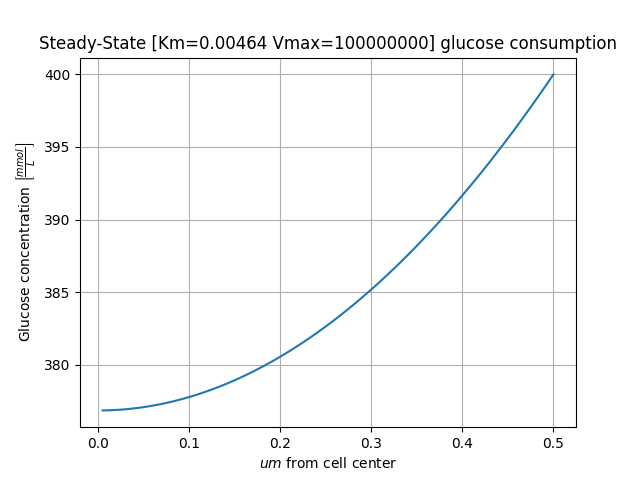 Steady-State [Km=0.00464 Vmax=100000000] glucose consumption
Glucose concentration [mmol/L]
400
395
390
385
380
0.0 0.1 0.2 0.3 0.4 0.5
um from cell center